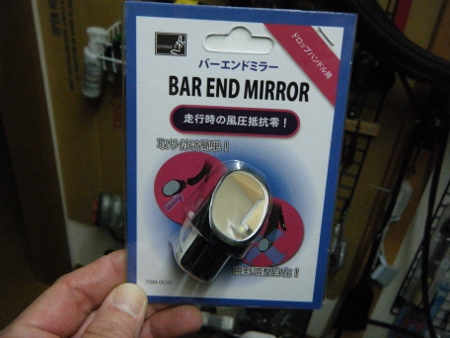 ドロップハンドル用
バーエンドミラー
BAR END MIRROR
走行時の風圧抵抗零！
取り付け簡単！
視野調整自在！